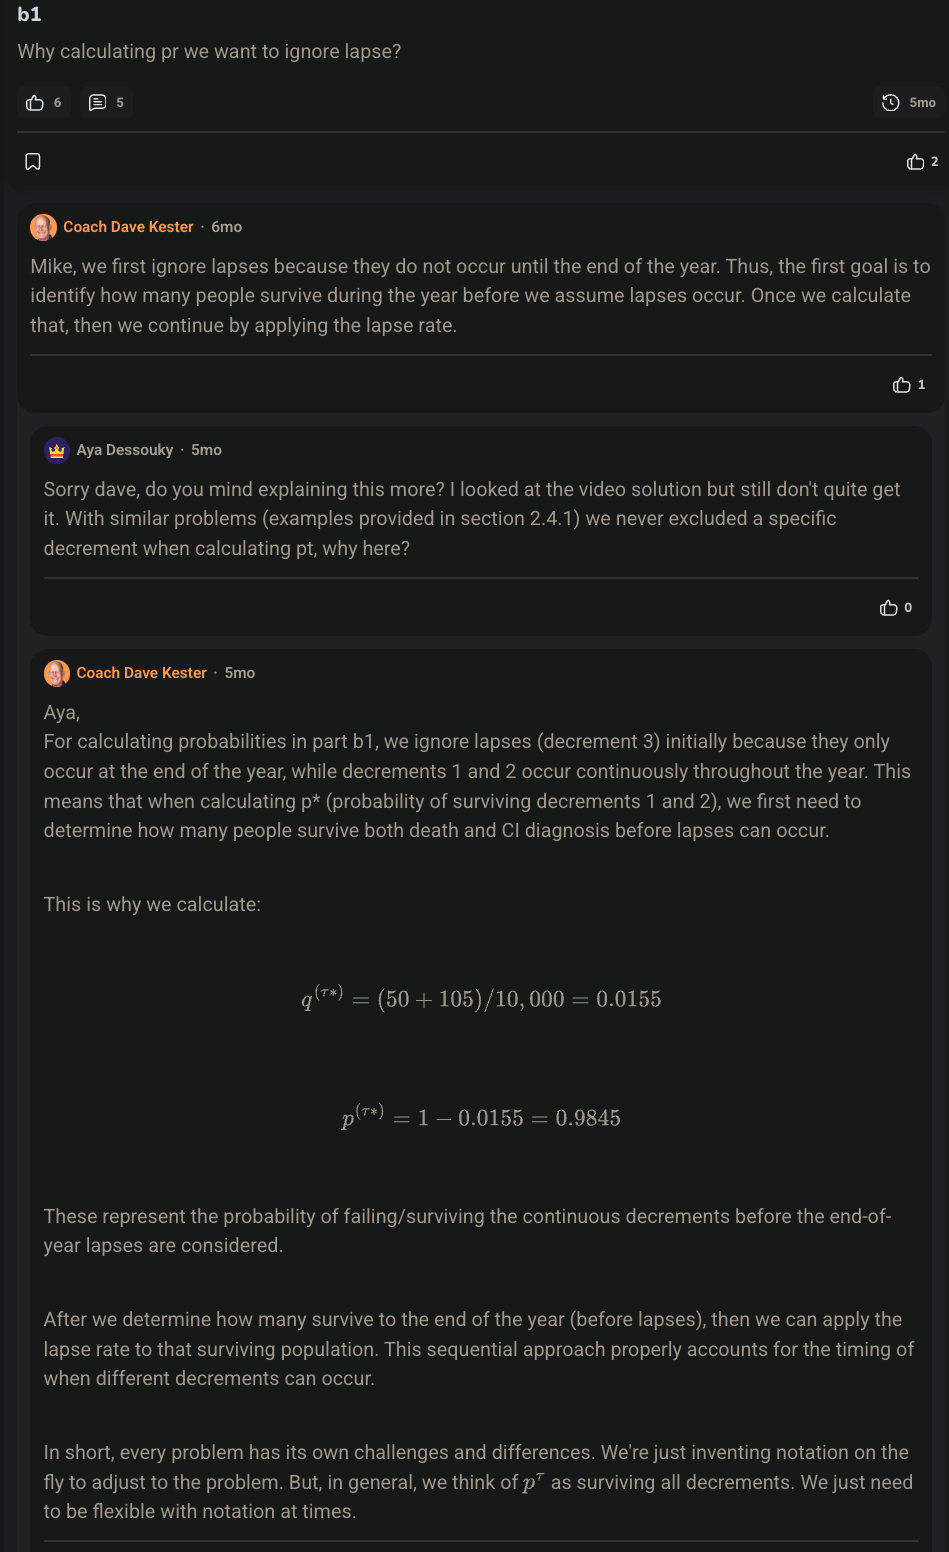 b1
Why calculating pr we want to ignore lapse?
6 5 5mo
2
Coach Dave Kester · 6mo
Mike, we first ignore lapses because they do not occur until the end of the year. Thus, the first goal is to
identify how many people survive during the year before we assume lapses occur. Once we calculate
that, then we continue by applying the lapse rate.
1
Aya Dessouky · 5mo
Sorry dave, do you mind explaining this more? I looked at the video solution but still don't quite get
it. With similar problems (examples provided in section 2.4.1) we never excluded a specific
decrement when calculating pt, why here?
0
Coach Dave Kester · 5mo
Aya,
For calculating probabilities in part b1, we ignore lapses (decrement 3) initially because they only
occur at the end of the year, while decrements 1 and 2 occur continuously throughout the year. This
means that when calculating p* (probability of surviving decrements 1 and 2), we first need to
determine how many people survive both death and CI diagnosis before lapses can occur.
This is why we calculate:
q^(τ*) = (50 + 105)/10,000 = 0.0155
p^(τ*) = 1 − 0.0155 = 0.9845
These represent the probability of failing/surviving the continuous decrements before the end-of-
year lapses are considered.
After we determine how many survive to the end of the year (before lapses), then we can apply the
lapse rate to that surviving population. This sequential approach properly accounts for the timing of
when different decrements can occur.
In short, every problem has its own challenges and differences. We're just inventing notation on the
fly to adjust to the problem. But, in general, we think of p^τ as surviving all decrements. We just need
to be flexible with notation at times.